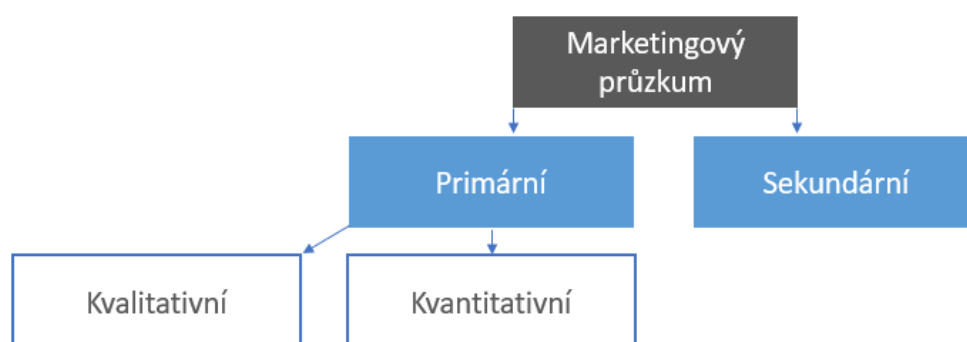 Marketingový
průzkum
Primární
Sekundární
Kvalitativní
Kvantitativní